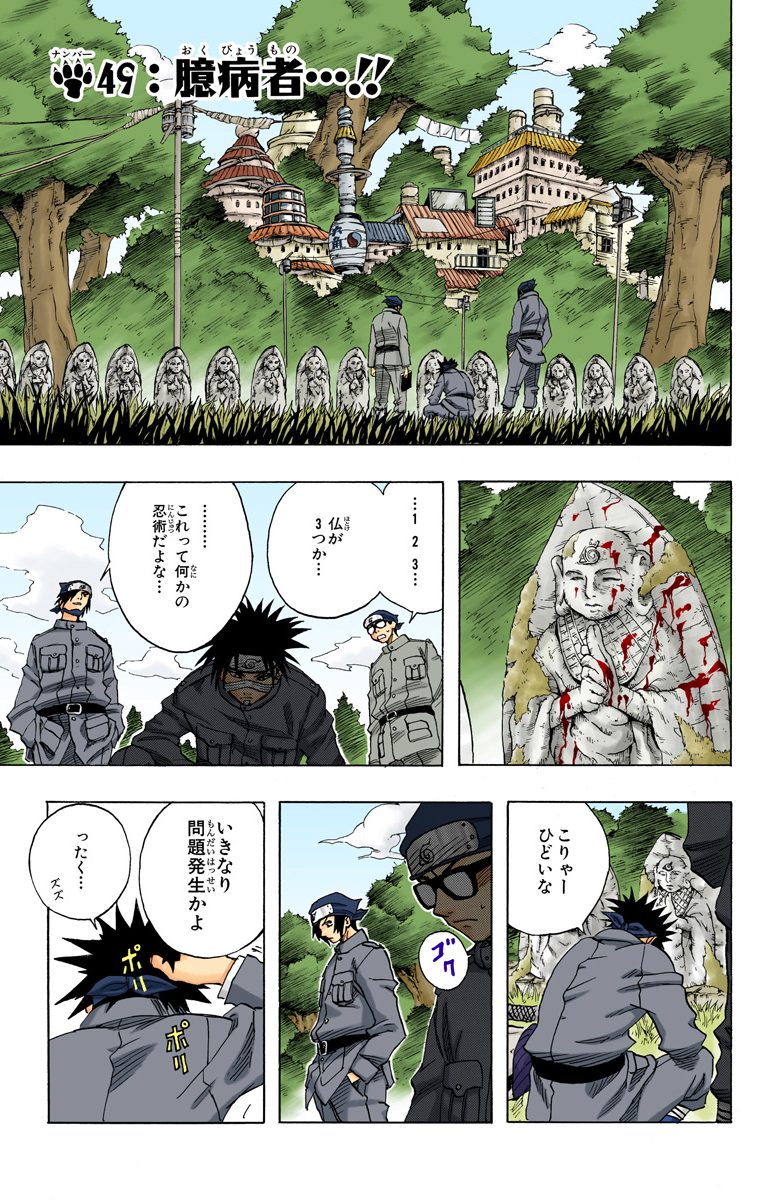 ナンバー
49:臆病者…!!
おくびょうもの
…1
2
3…
仏が
ほとけ
3つか…
………
これって何かの
なに
忍術だよな…
にんじゅつ
こりゃー
ひどいな
ゴク
いきなり
問題発生かよ
もんだいはっせい
ったく…
ズズ
ポリ
ポリ